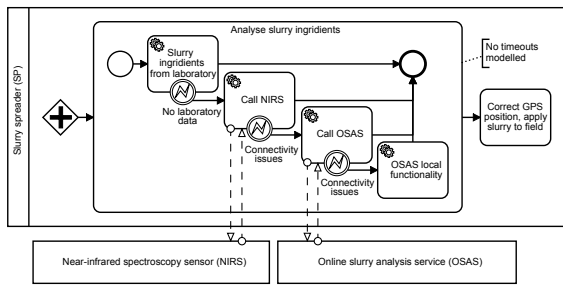 Analyse slurry ingridients
Slurry spreader (SP)
Slurry
ingridients
from laboratory
No laboratory
data
Call NIRS
Connectivity
issues
Call OSAS
Connectivity
issues
OSAS local
functionality
No timeouts
modelled
Correct GPS
position, apply
slurry to field
Near-infrared spectroscopy sensor (NIRS)
Online slurry analysis service (OSAS)